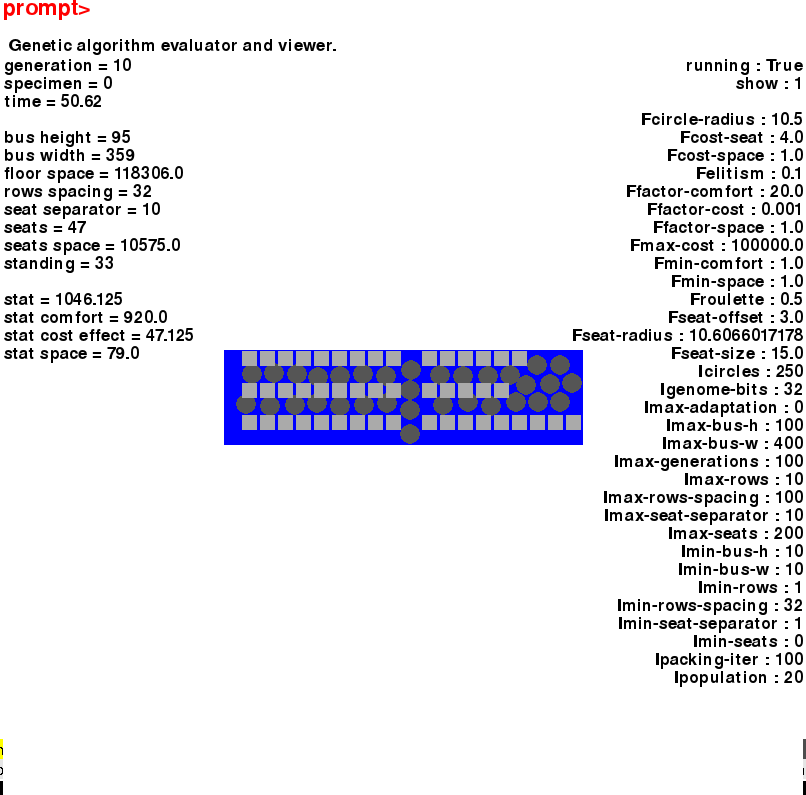 prompt>
Genetic algorithm evaluator and viewer.
generation = 10
specimen = 0
time = 50.62
bus height = 95
bus width = 359
floor space = 118306.0
rows spacing = 32
seat separator = 10
seats = 47
seats space = 10575.0
standing = 33
stat = 1046.125
stat comfort = 920.0
stat cost effect = 47.125
stat space = 79.0
running : True
show : 1
Fcircle-radius : 10.5
Fcost-seat : 4.0
Fcost-space : 1.0
Felitism : 0.1
Ffactor-comfort : 20.0
Ffactor-cost : 0.001
Ffactor-space : 1.0
Fmax-cost : 100000.0
Fmin-comfort : 1.0
Fmin-space : 1.0
Froulette : 0.5
Fseat-offset : 3.0
Fseat-radius : 10.6066017178
Fseat-size : 15.0
Icircles : 250
Igenome-bits : 32
Imax-adaptation : 0
Imax-bus-h : 100
Imax-bus-w : 400
Imax-generations : 100
Imax-rows : 10
Imax-rows-spacing : 100
Imax-seat-separator : 10
Imax-seats : 200
Imin-bus-h : 10
Imin-bus-w : 10
Imin-rows : 1
Imin-rows-spacing : 32
Imin-seat-separator : 1
Imin-seats : 0
Ipacking-iter : 100
Ipopulation : 20